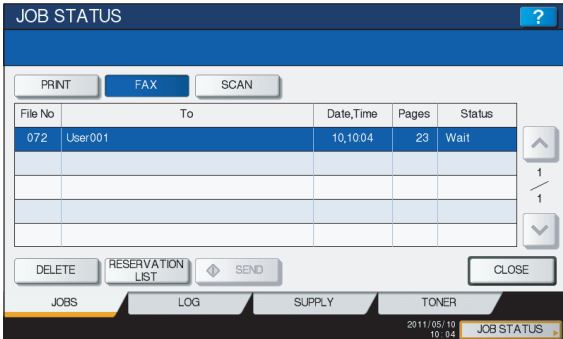 JOB STATUS ?
PRINT FAX SCAN
File No To Date,Time Pages Status
072 User001 10,10:04 23 Wait
1
1
DELETE RESERVATION LIST SEND CLOSE
JOBS LOG SUPPLY TONER
2011/05/10
10:04 JOB STATUS